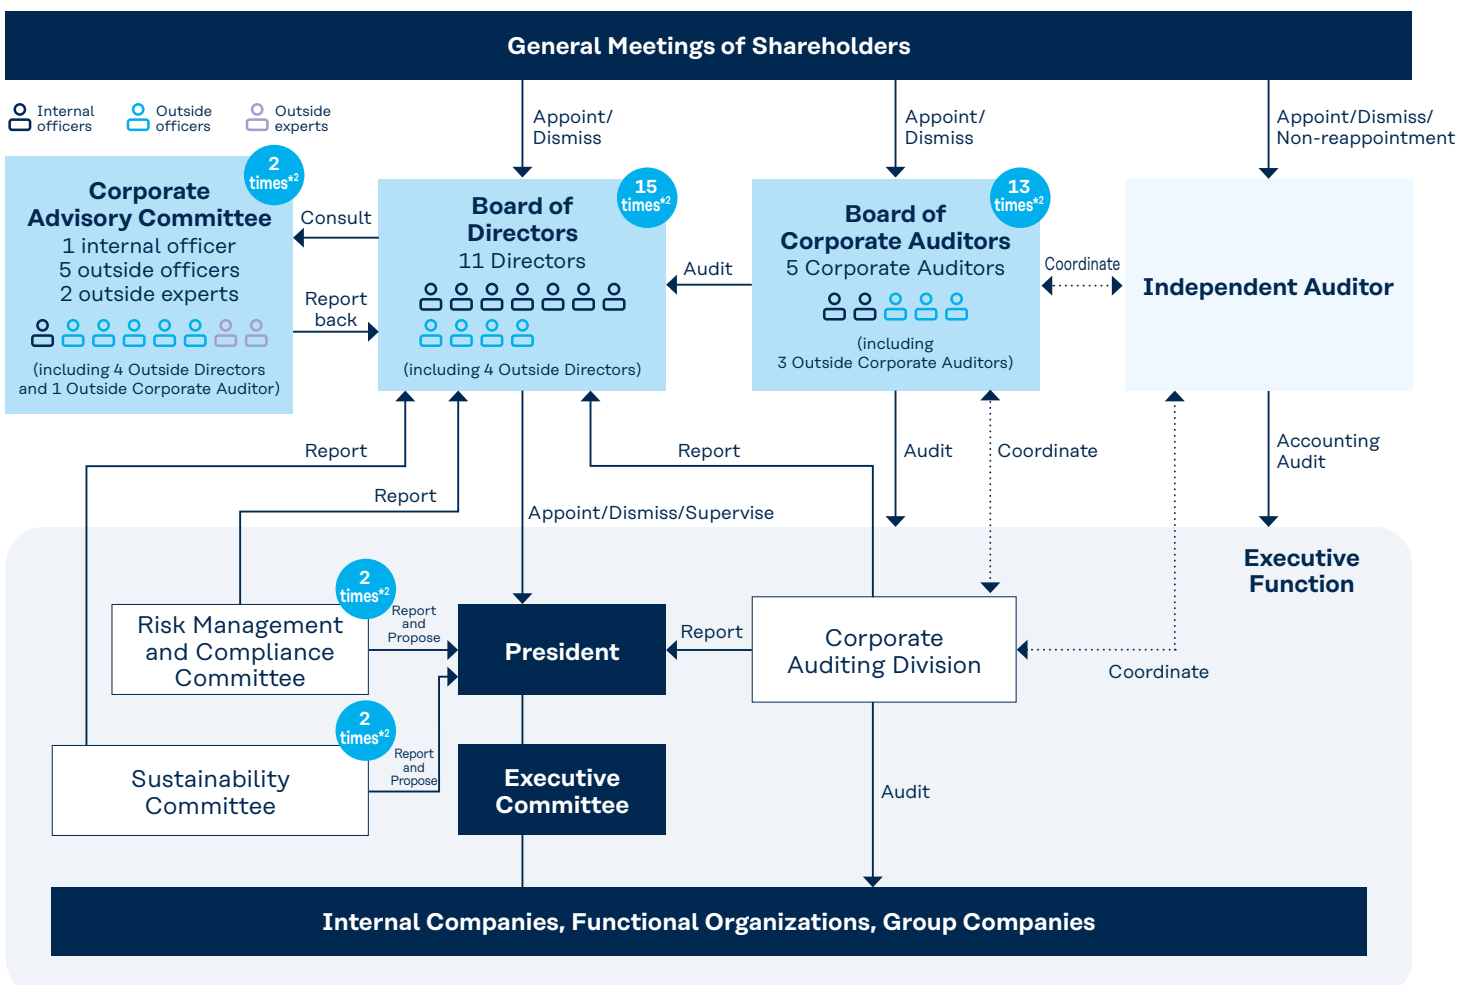 General Meetings of Shareholders
Internal
officers
Outside
officers
Outside
experts
Appoint/
Dismiss
Appoint/
Dismiss
Appoint/Dismiss/
Non-reappointment
2
times*2
Corporate
Advisory Committee
1 internal officer
5 outside officers
2 outside experts
(including 4 Outside Directors
and 1 Outside Corporate Auditor)
Consult
Report
back
15
times*2
Board of
Directors
11 Directors
(including 4 Outside Directors)
Audit
13
times*2
Board of
Corporate Auditors
5 Corporate Auditors
(including
3 Outside Corporate Auditors)
Coordinate
Independent Auditor
Report
Report
Appoint/Dismiss/Supervise
Report
Audit
Coordinate
Accounting
Audit
Executive
Function
2
times*2
Risk Management
and Compliance
Committee
Report
and
Propose
President
Report
Corporate
Auditing Division
Coordinate
2
times*2
Sustainability
Committee
Report
and
Propose
Executive
Committee
Audit
Internal Companies, Functional Organizations, Group Companies